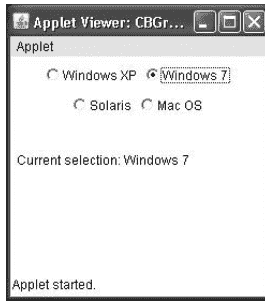 Applet Viewer: CBGr...
Applet
Windows XP Windows 7
Solaris Mac OS
Current selection: Windows 7
Applet started.